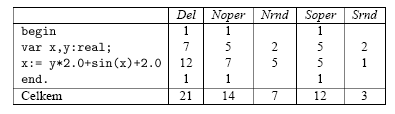 Del Noper Nrnd Soper Srnd
begin 1 1 1
var x,y:real; 7 5 2 5 2
x:= y*2.0+sin(x)+2.0 12 7 5 5 1
end. 1 1 1
Celkem 21 14 7 12 3